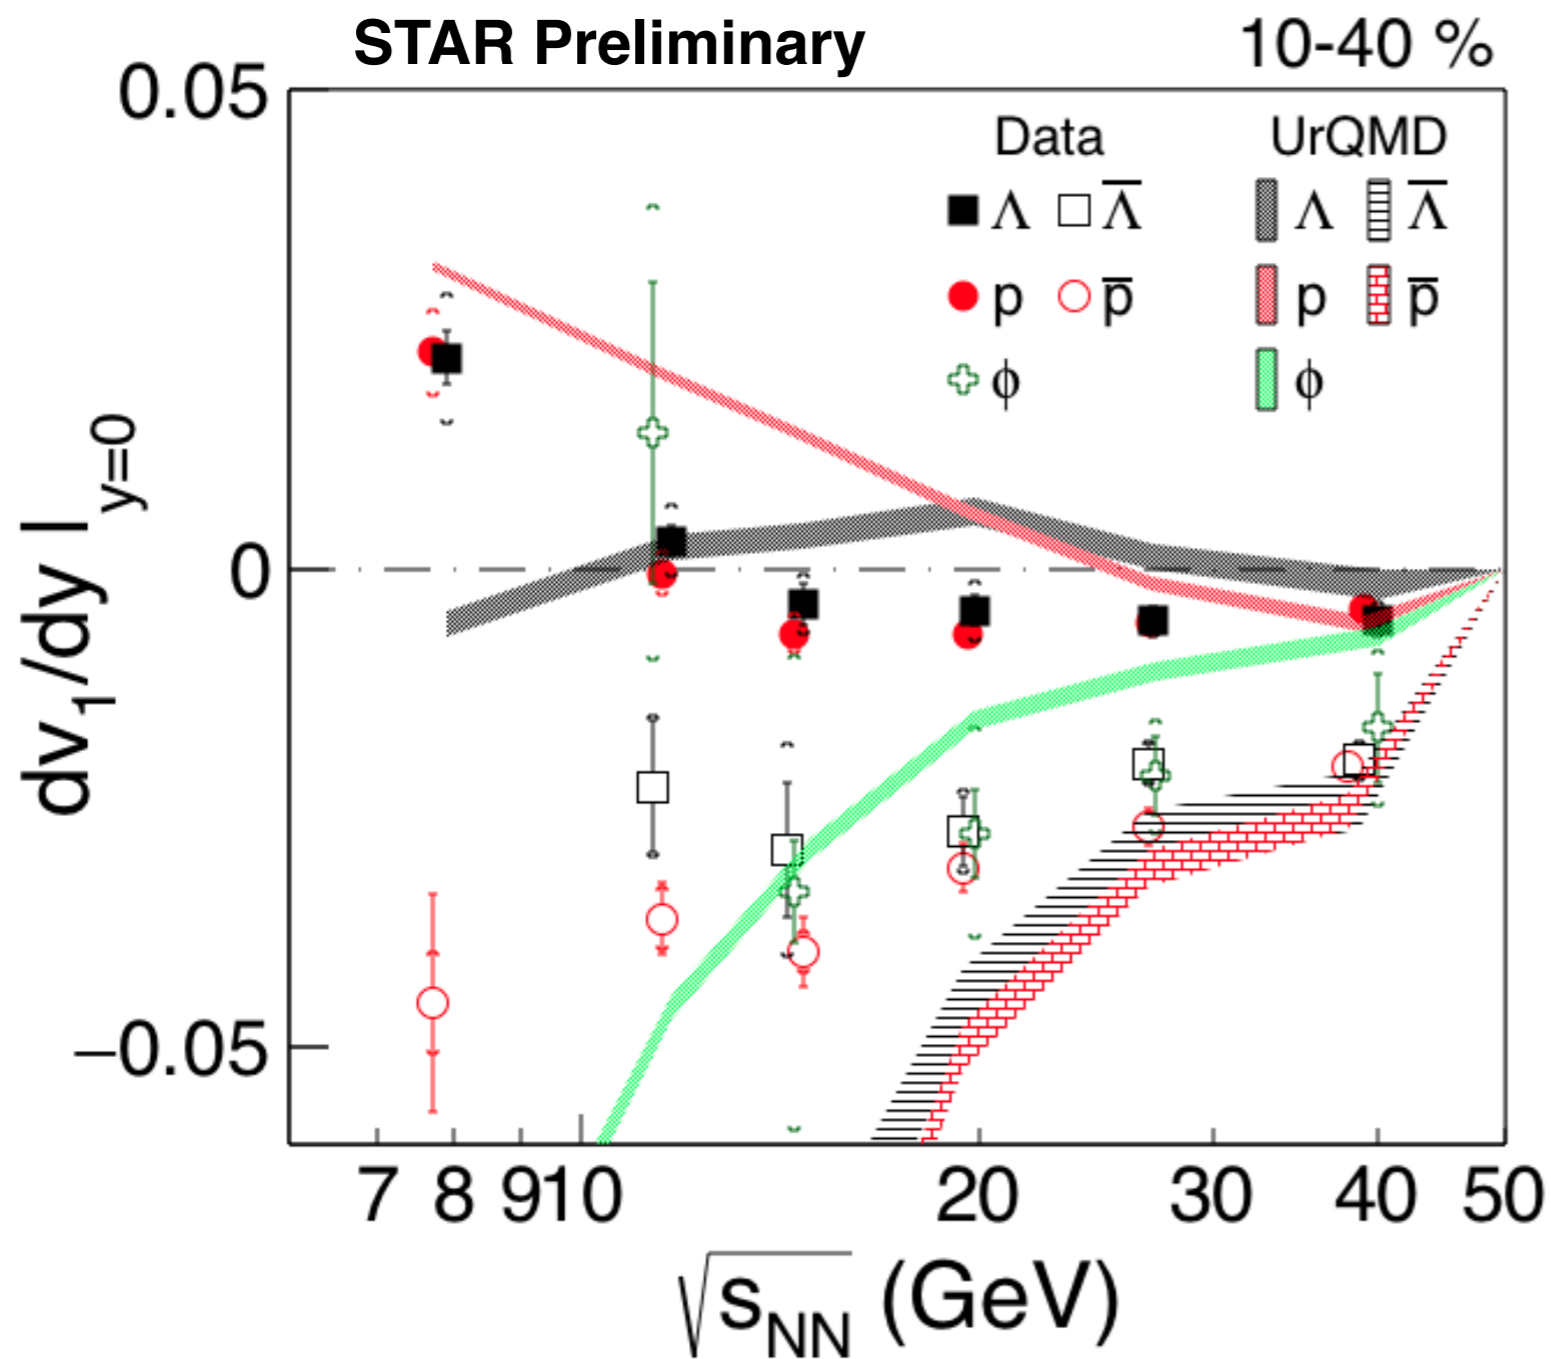 STAR Preliminary 10-40 %
0.05
Data UrQMD
Λ Λ̅ Λ Λ̅
p p̅ p p̅
ϕ ϕ
dv₁/dy |y=0
0
−0.05
7 8 9 10 20 30 40 50
√sNN (GeV)